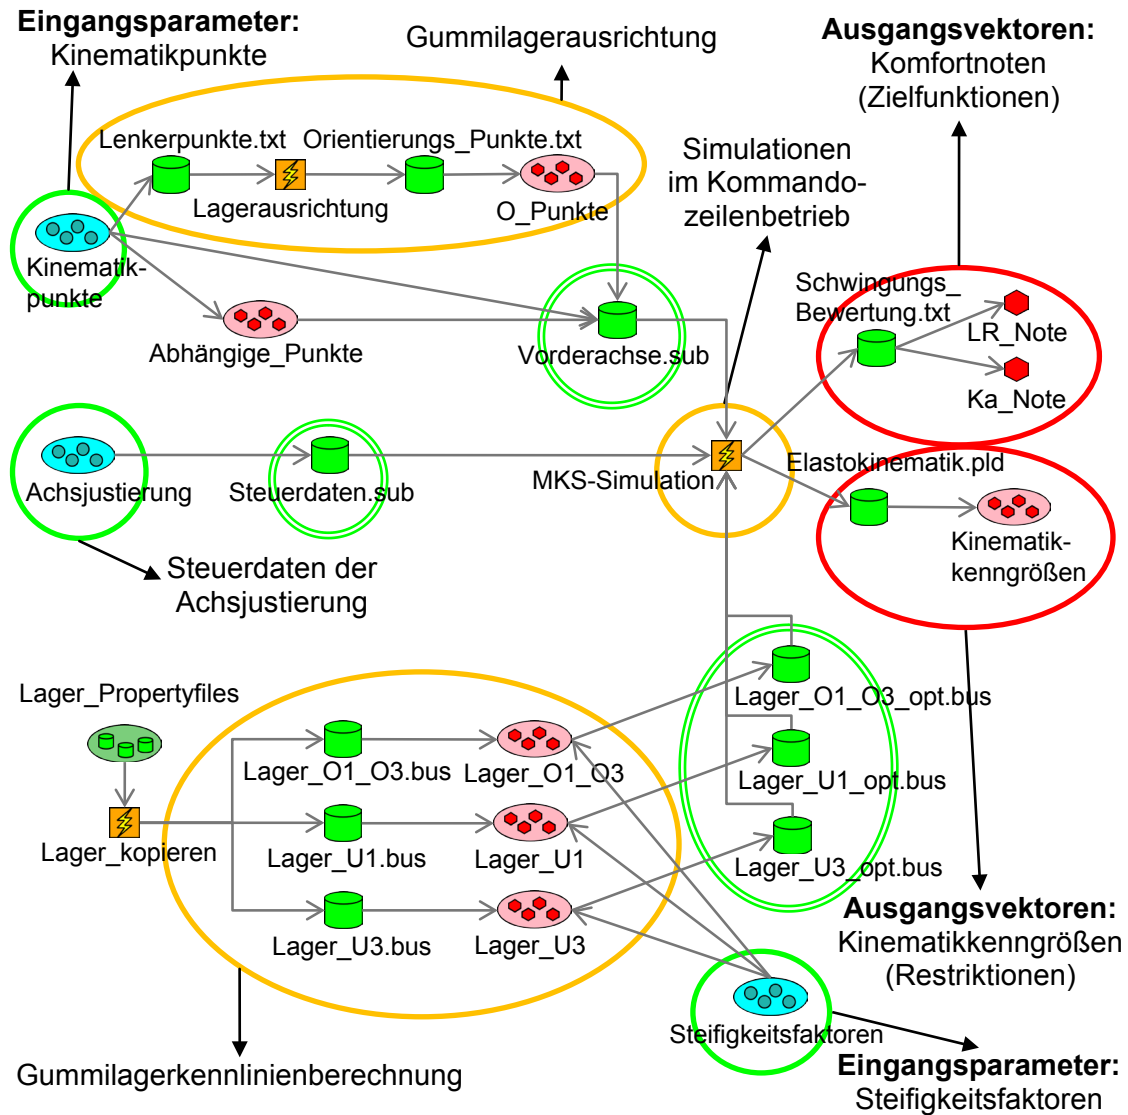 Eingangsparameter:
Kinematikpunkte
Gummilagerausrichtung
Ausgangsvektoren:
Komfortnoten
(Zielfunktionen)
Lenkerpunkte.txt
Orientierungs_Punkte.txt
Lagerausrichtung
O_Punkte
Simulationen
im Kommando-
zeilenbetrieb
Kinematik-
punkte
Abhängige_Punkte
Vorderachse.sub
Schwingungs_
Bewertung.txt
LR_Note
Ka_Note
Achsjustierung
Steuerdaten.sub
MKS-Simulation
Elastokinematik.pld
Kinematik-
kenngrößen
Steuerdaten der
Achsjustierung
Lager_Propertyfiles
Lager_kopieren
Lager_O1_O3.bus
Lager_O1_O3
Lager_O1_O3_opt.bus
Lager_U1.bus
Lager_U1
Lager_U1_opt.bus
Lager_U3.bus
Lager_U3
Lager_U3_opt.bus
Ausgangsvektoren:
Kinematikkenngrößen
(Restriktionen)
Steifigkeitsfaktoren
Gummilagerkennlinienberechnung
Eingangsparameter:
Steifigkeitsfaktoren